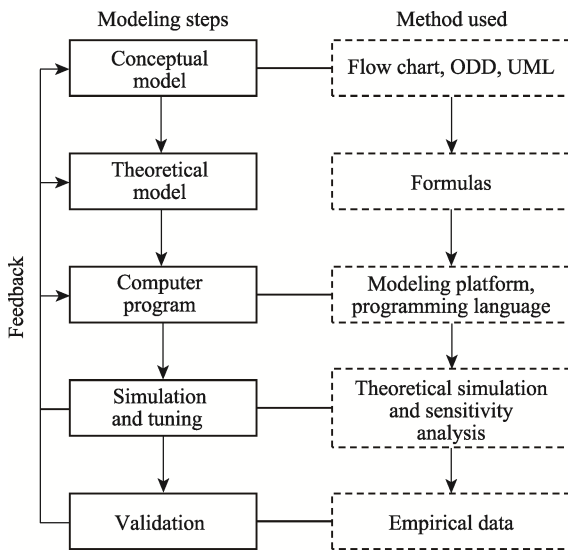 Modeling steps
Method used
Conceptual
model
Flow chart, ODD, UML
Theoretical
model
Formulas
Feedback
Computer
program
Modeling platform,
programming language
Simulation
and tuning
Theoretical simulation
and sensitivity
analysis
Validation
Empirical data